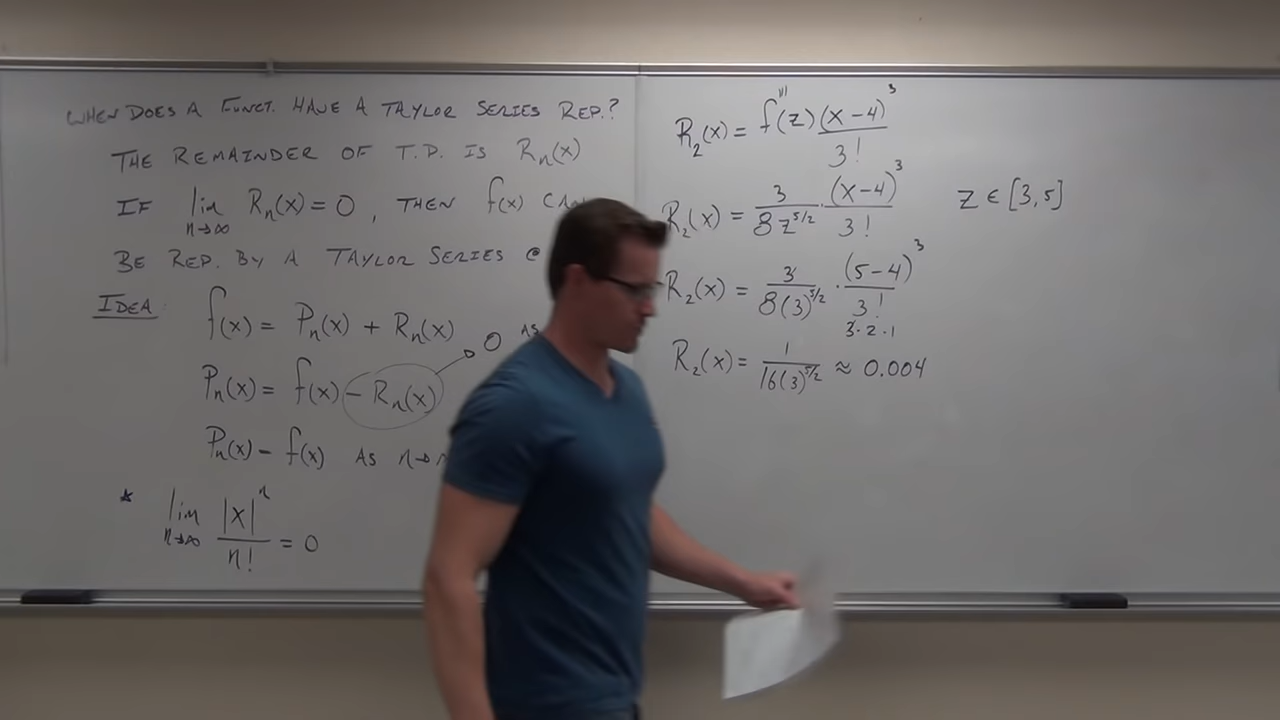 WHEN DOES A FUNCT. HAVE A TAYLOR SERIES REP.?
THE REMAINDER OF T.P. IS Rₙ(x)
IF lim n→∞ Rₙ(x) = 0, THEN f(x) CAN
BE REP. BY A TAYLOR SERIES @
IDEA: f(x) = Pₙ(x) + Rₙ(x)
0 AS
Pₙ(x) = f(x) - Rₙ(x)
Pₙ(x) - f(x) AS n→
* lim n→∞ |x|ⁿ / n! = 0
R₂(x) = f'''(z)(x-4)³ / 3!
R₂(x) = 3 / 8z^5/2 · (x-4)³ / 3! z ∈ [3,5]
R₂(x) = 3 / 8(3)^5/2 · (5-4)³ / 3!
3·2·1
R₂(x) = 1 / 16(3)^5/2 ≈ 0.004